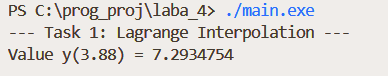 PS C:\prog_proj\laba_4> ./main.exe
--- Task 1: Lagrange Interpolation ---
Value y(3.88) = 7.2934754